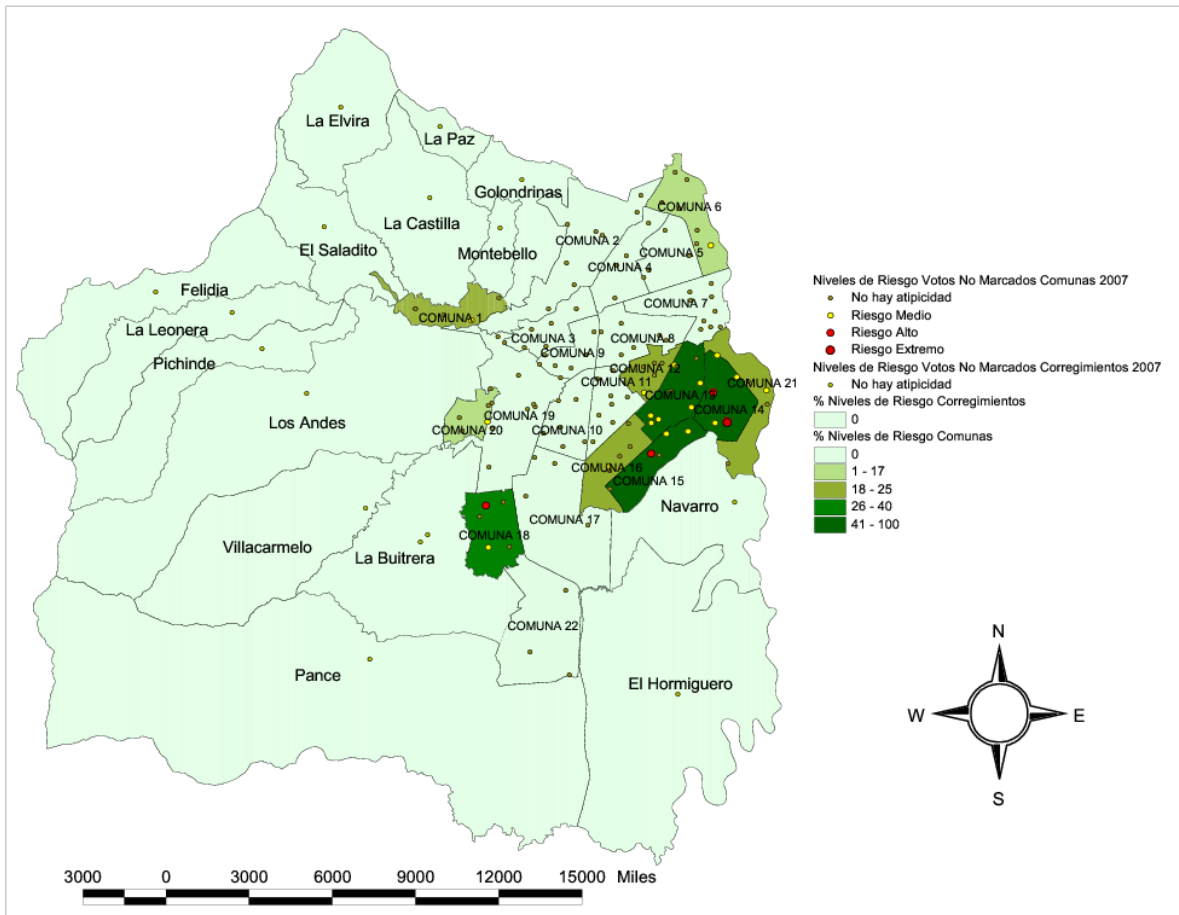 La Elvira
La Paz
Golondrinas
La Castilla
COMUNA 6
El Saladito
Montebello
COMUNA 2
COMUNA 5
COMUNA 4
Felidia
COMUNA 7
La Leonera
COMUNA 1
Pichinde
COMUNA 3
COMUNA 8
COMUNA 9
COMUNA 12
COMUNA 11
COMUNA 21
COMUNA 13
COMUNA 14
Los Andes
COMUNA 19
COMUNA 20
COMUNA 10
COMUNA 16
COMUNA 15
Navarro
COMUNA 17
COMUNA 18
Villacarmelo
La Buitrera
COMUNA 22
Pance
El Hormiguero
Niveles de Riesgo Votos No Marcados Comunas 2007
No hay atipicidad
Riesgo Medio
Riesgo Alto
Riesgo Extremo
Niveles de Riesgo Votos No Marcados Corregimientos 2007
No hay atipicidad
% Niveles de Riesgo Corregimientos
0
% Niveles de Riesgo Comunas
0
1 - 17
18 - 25
26 - 40
41 - 100
N
W
E
S
3000 0 3000 6000 9000 12000 15000 Miles